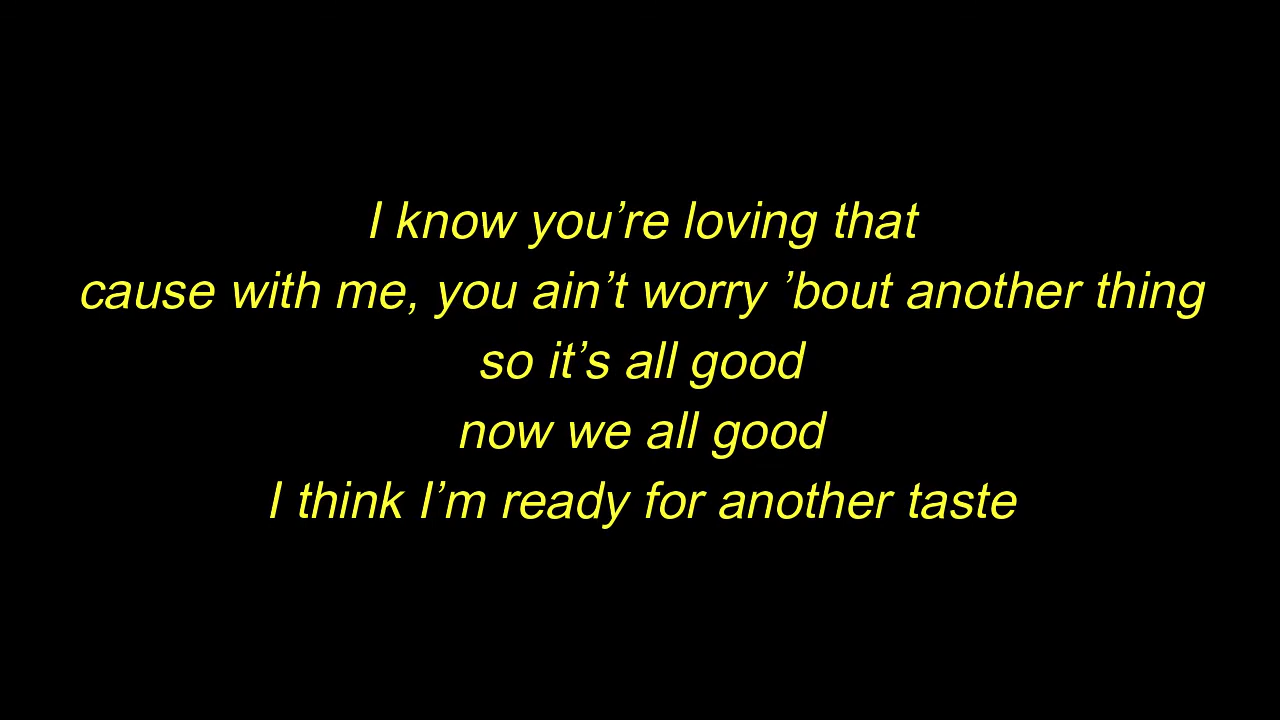 I know you’re loving that
cause with me, you ain’t worry ’bout another thing
so it’s all good
now we all good
I think I’m ready for another taste